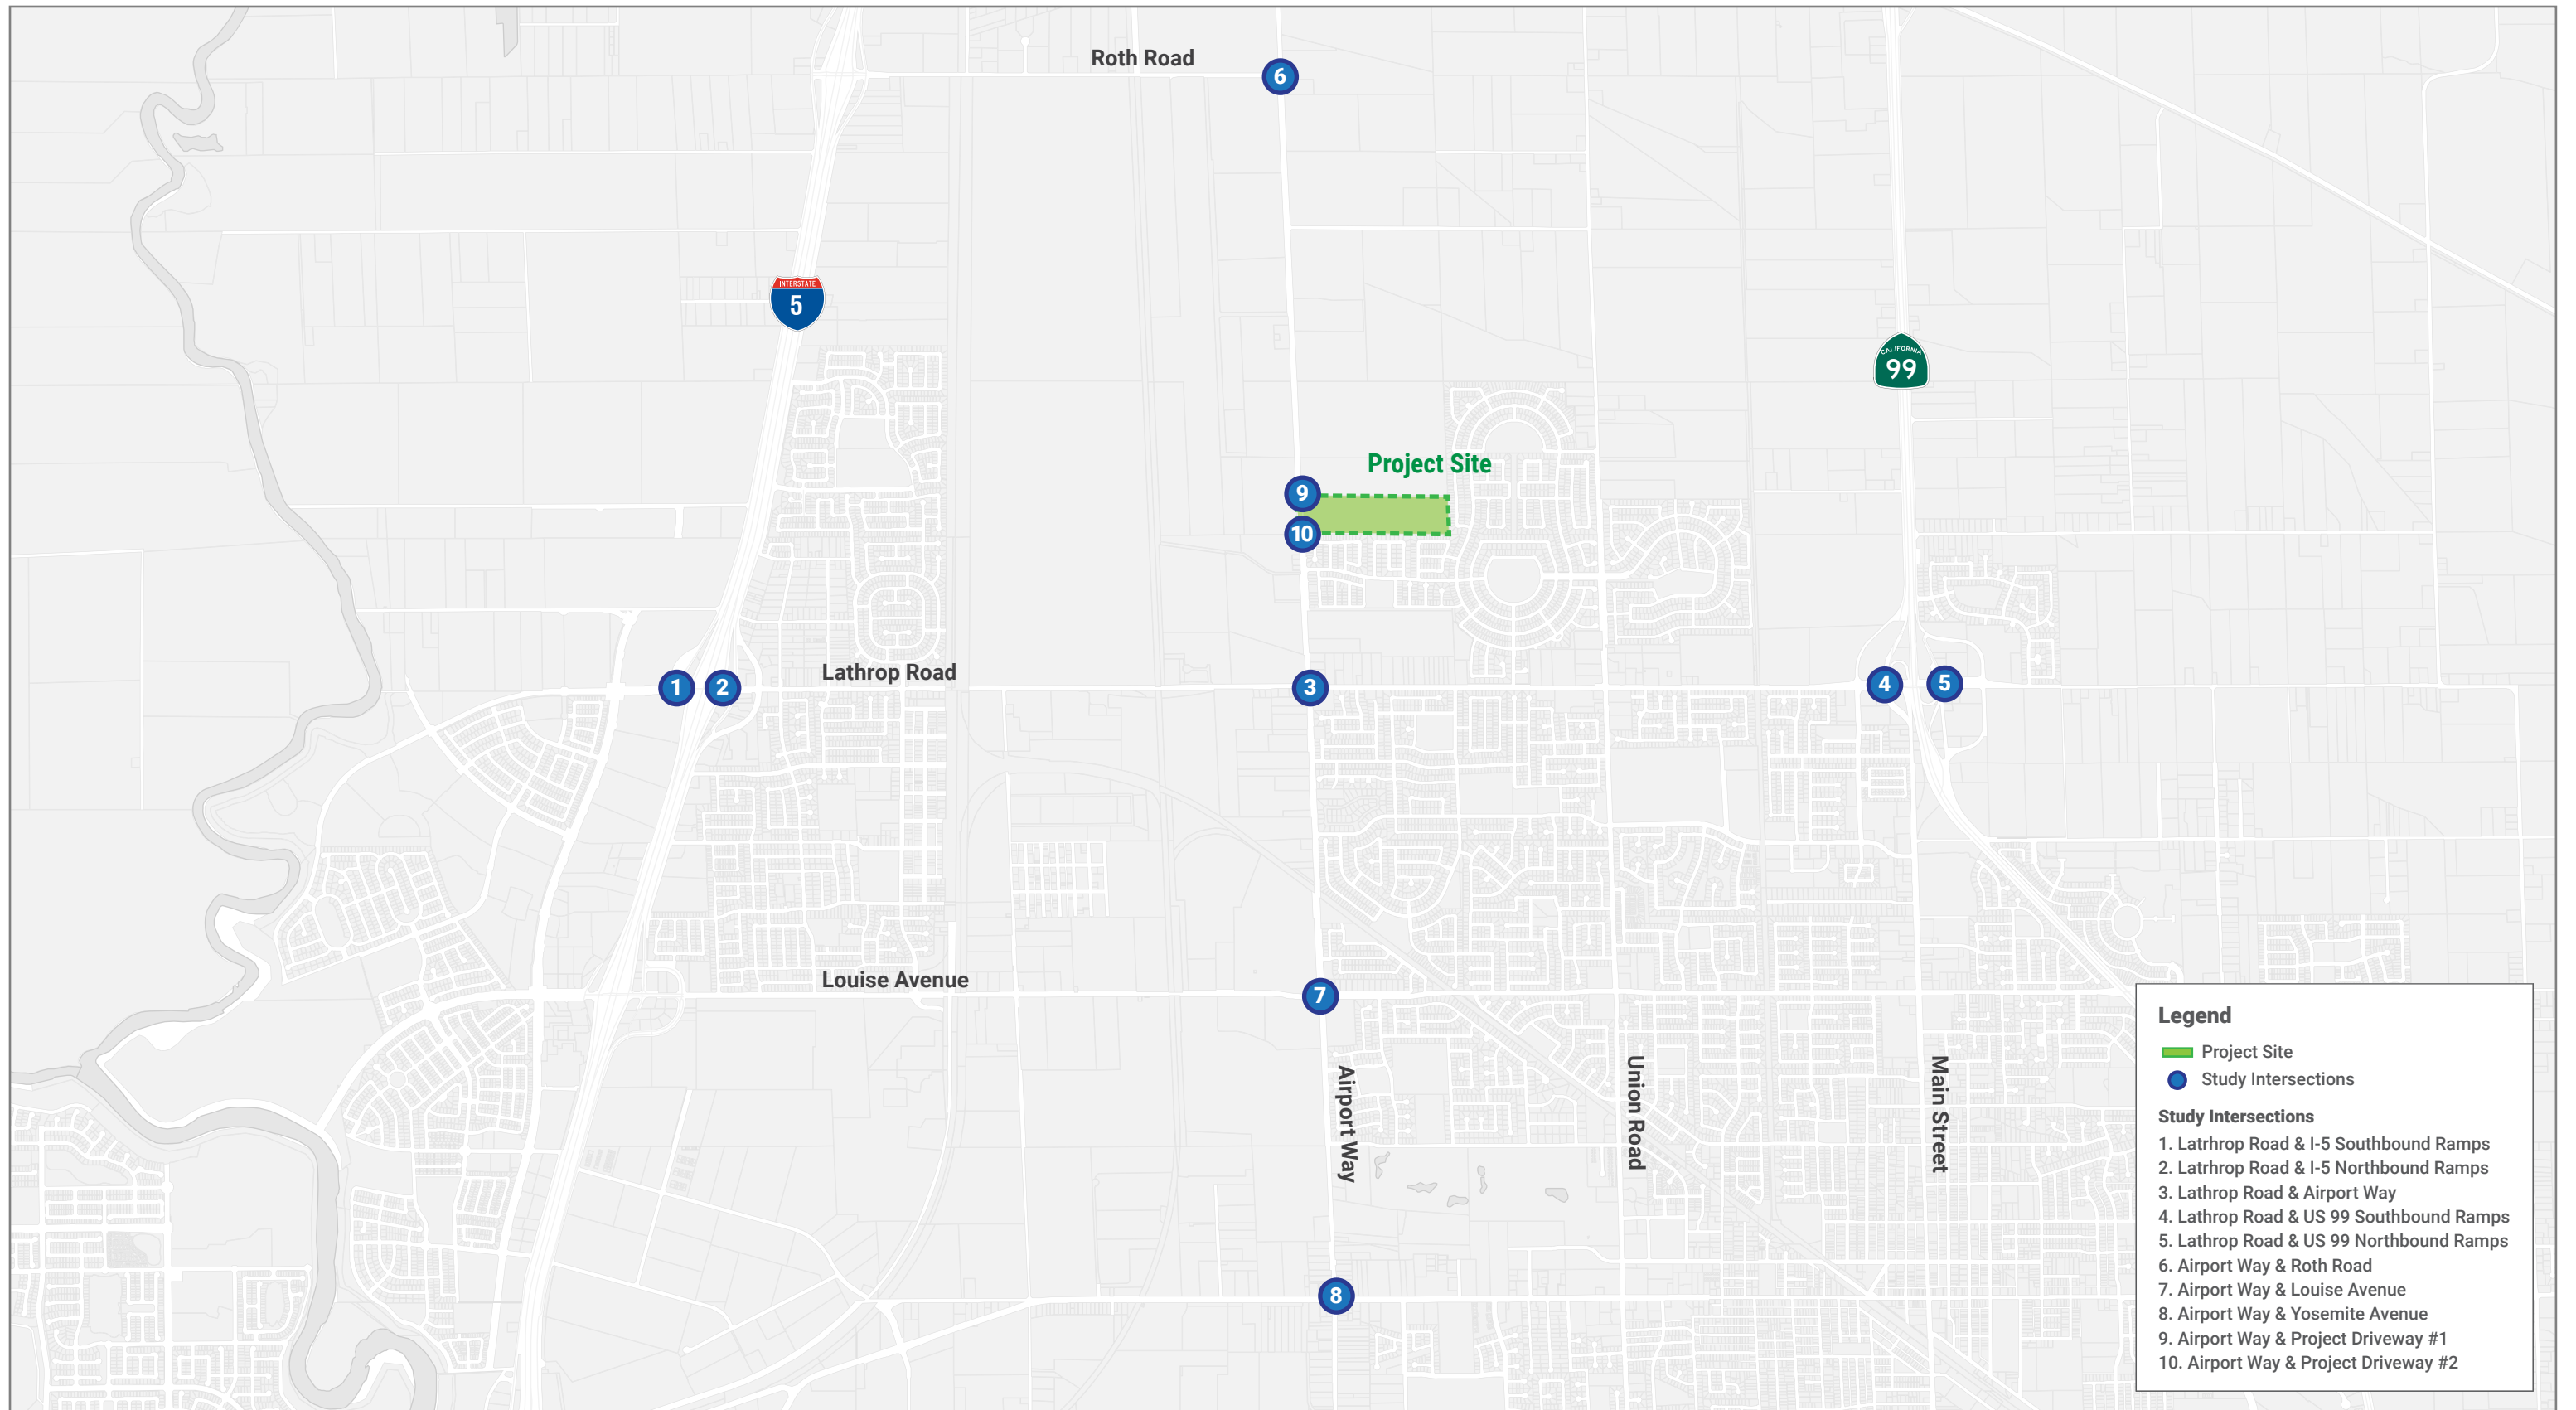 Roth Road
6
INTERSTATE
5
CALIFORNIA
99
Project Site
9
10
Lathrop Road
1
2
3
4
5
Louise Avenue
7
Airport Way
Union Road
Main Street
8
Legend
Project Site
Study Intersections
Study Intersections
1. Latrhrop Road & I-5 Southbound Ramps
2. Latrhrop Road & I-5 Northbound Ramps
3. Lathrop Road & Airport Way
4. Lathrop Road & US 99 Southbound Ramps
5. Lathrop Road & US 99 Northbound Ramps
6. Airport Way & Roth Road
7. Airport Way & Louise Avenue
8. Airport Way & Yosemite Avenue
9. Airport Way & Project Driveway #1
10. Airport Way & Project Driveway #2